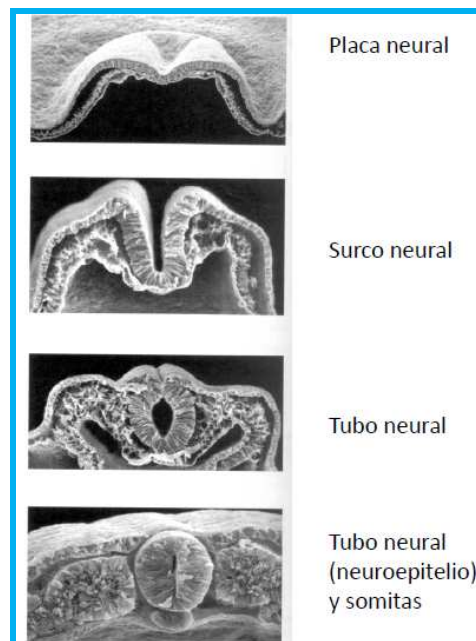 Placa neural
Surco neural
Tubo neural
Tubo neural
(neuroepitelio)
y somitas